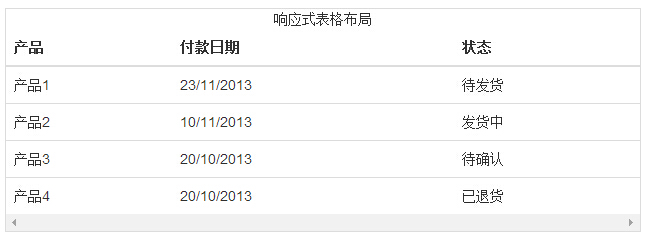 响应式表格布局
产品 付款日期 状态
产品1 23/11/2013 待发货
产品2 10/11/2013 发货中
产品3 20/10/2013 待确认
产品4 20/10/2013 已退货